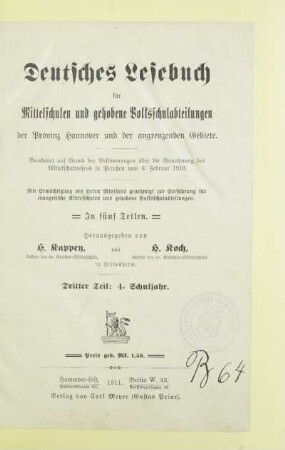 Deutsches Lesebuch
für
Mittelschulen und gehobene Volksschulabteilungen
der Provinz Hannover und der angrenzenden Gebiete.
Bearbeitet auf Grund der Bestimmungen über die Neuordnung des
Mittelschulwesens in Preußen vom 3. Februar 1910.
Mit Ermächtigung des Herrn Ministers genehmigt zur Einführung für
evangelische Mittelschulen und gehobene Volksschulabteilungen.
In fünf Teilen.
Herausgegeben von
H. Kappey, und H. Koch,
in Hildesheim.
Dritter Teil: 4. Schuljahr.
Preis geb. Mk. 1,40.
Hannover-List, 1911. Berlin W. 35,
Verlag von Carl Meyer (Gustav Prior).
B 64